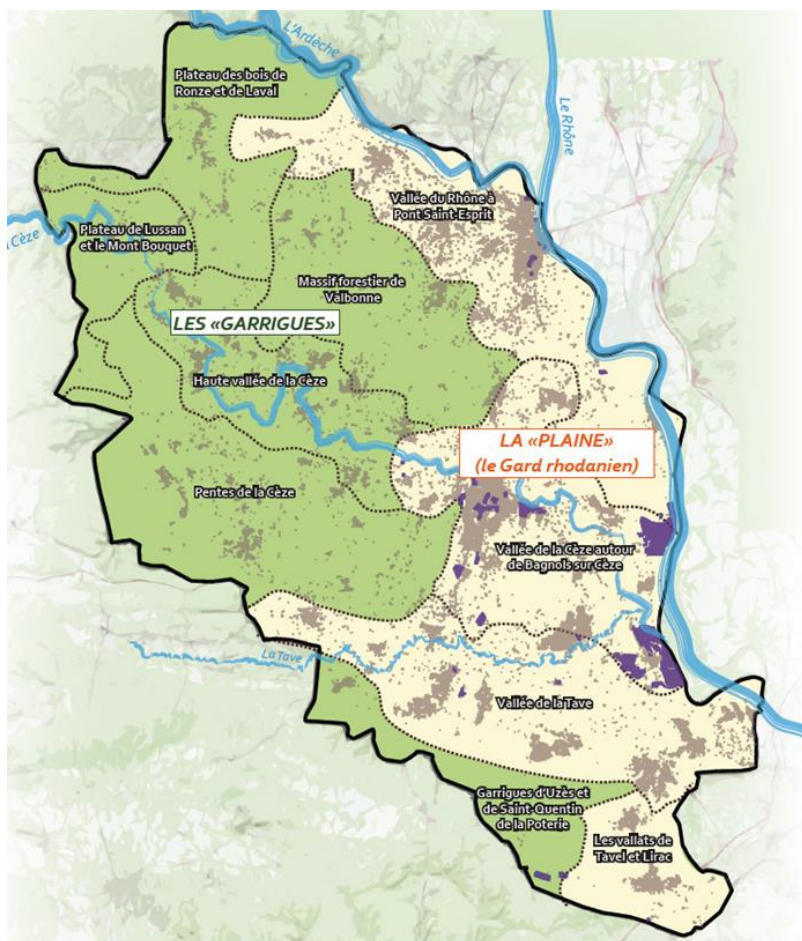 L'Ardèche
Plateau des bois de
Ronze et de Laval
Le Rhône
Vallée du Rhône à
Pont Saint-Esprit
Plateau de Lussan
et le Mont Bouquet
a Cèze
Massif forestier de
Valbonne
LES «GARRIGUES»
Haute vallée de la Cèze
LA «PLAINE»
(le Gard rhodanien)
Pentes de la Cèze
Vallée de la Cèze autour
de Bagnols sur Cèze
La Tave
Vallée de la Tave
Garrigues d'Uzès et
de Saint-Quentin
de la Poterie
Les vallats de
Tavel et Lirac